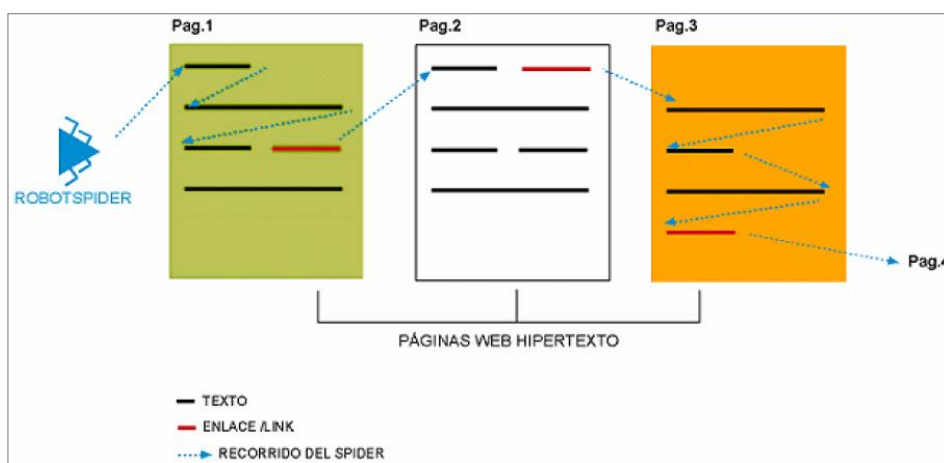 Pag.1
Pag.2
Pag.3
ROBOTSPIDER
Pag.4
PÁGINAS WEB HIPERTEXTO
TEXTO
ENLACE /LINK
RECORRIDO DEL SPIDER